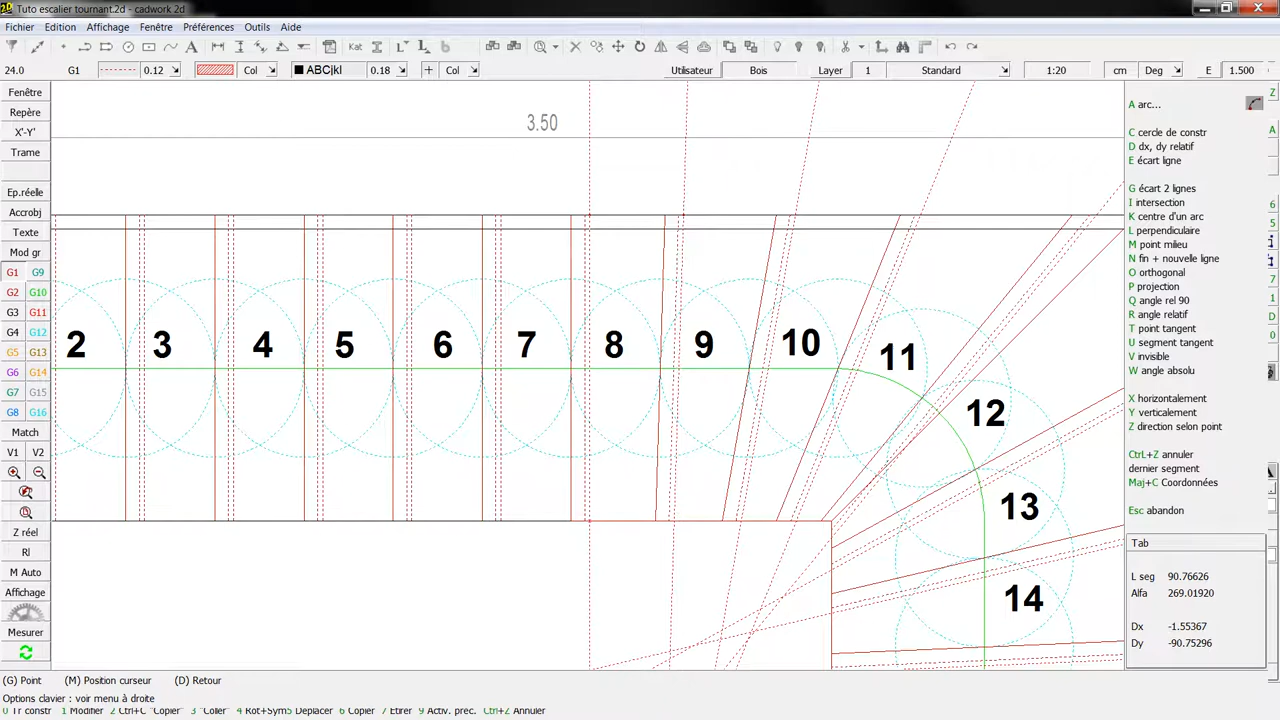 Tuto escalier tournant.2d - cadwork 2d
Fichier Edition Affichage Fenêtre Préférences Outils Aide
Kat
24.0 G1 0.12 Col ABC|kl 0.18 Col Utilisateur Bois Layer 1 Standard 1:20 cm Deg E 1.500
Fenêtre
Repère
X'-Y'
Trame
Ep.réelle
Accrobj
Texte
Mod gr
G1 G9
G2 G10
G3 G11
G4 G12
G5 G13
G6 G14
G7 G15
G8 G16
Match
V1 V2
Z réel
Rl
M Auto
Affichage
Mesurer
3.50
2 3 4 5 6 7 8 9 10 11
12
13
14
A arc...
C cercle de constr
D dx, dy relatif
E écart ligne
G écart 2 lignes
I intersection
K centre d'un arc
L perpendiculaire
M point milieu
N fin + nouvelle ligne
O orthogonal
P projection
Q angle rel 90
R angle relatif
T point tangent
U segment tangent
V invisible
W angle absolu
X horizontalement
Y verticalement
Z direction selon point
CtrL+Z annuler
dernier segment
Maj+C Coordonnées
Esc abandon
Tab
L seg 90.76626
Alfa 269.01920
Dx -1.55367
Dy -90.75296
(G) Point (M) Position curseur (D) Retour
Options clavier : voir menu à droite
0 Tr constr 1 Modifier 2 Ctrl+C "Copier" 3 "Coller" 4 Rot+Sym5 Déplacer 6 Copier 7 Etirer 9 Activ. prec. Ctrl+Z Annuler